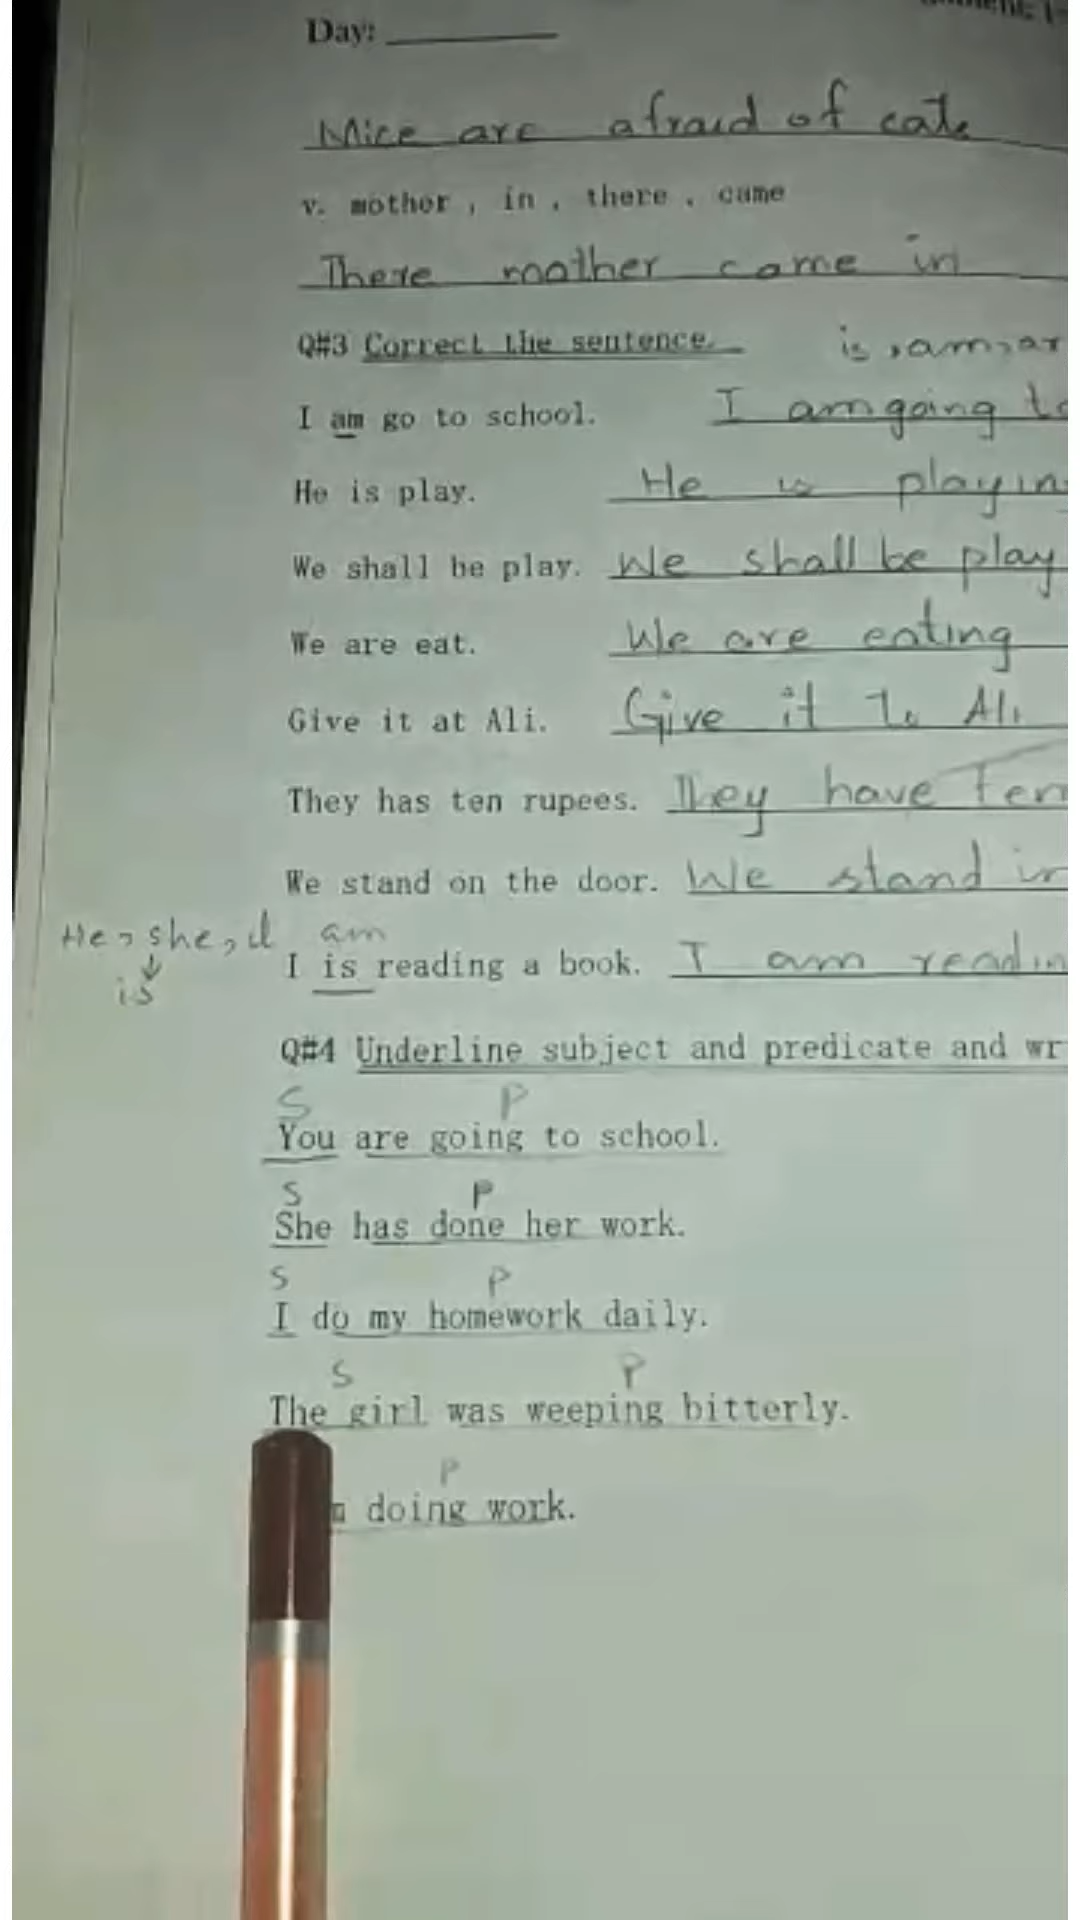 Day:
Mice are afraid of cats
v. mother , in , there , came
There mother came in
Q#3 Correct the sentence. is , am , ar
I am go to school. I am going to
He is play. He is playin
We shall be play. We shall be play
We are eat. We are eating
Give it at Ali. Give it To Ali
They has ten rupees. They have Ten
We stand on the door. We stand in
He , she , it am
I is reading a book. I am readin
is
Q#4 Underline subject and predicate and wr
S P
You are going to school.
S P
She has done her work.
S P
I do my homework daily.
S P
The girl was weeping bitterly.
P
doing work.